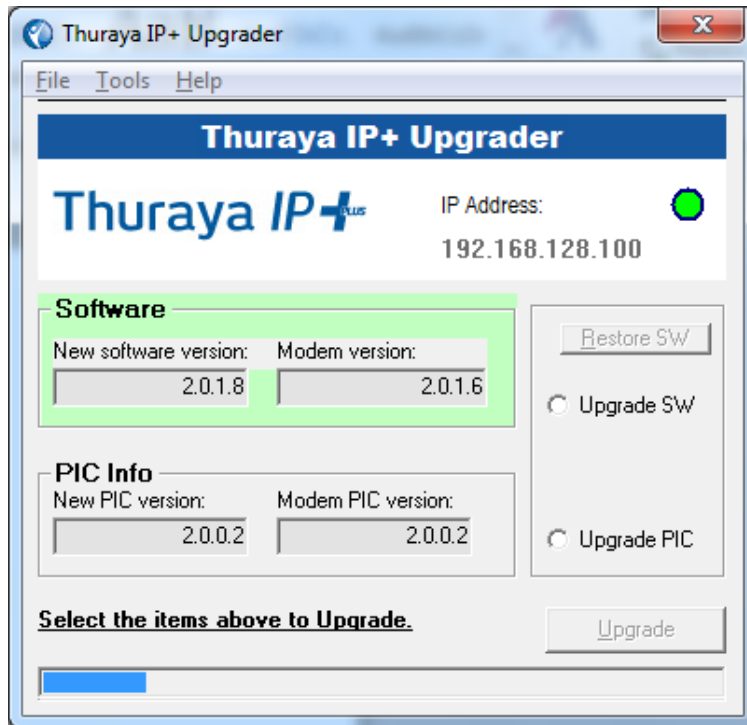 Thuraya IP+ Upgrader
File Tools Help
Thuraya IP+ Upgrader
Thuraya IP+ PLUS
IP Address:
192.168.128.100
Software
New software version: Modem version:
2.0.1.8 2.0.1.6
Restore SW
Upgrade SW
PIC Info
New PIC version: Modem PIC version:
2.0.0.2 2.0.0.2
Upgrade PIC
Select the items above to Upgrade.
Upgrade